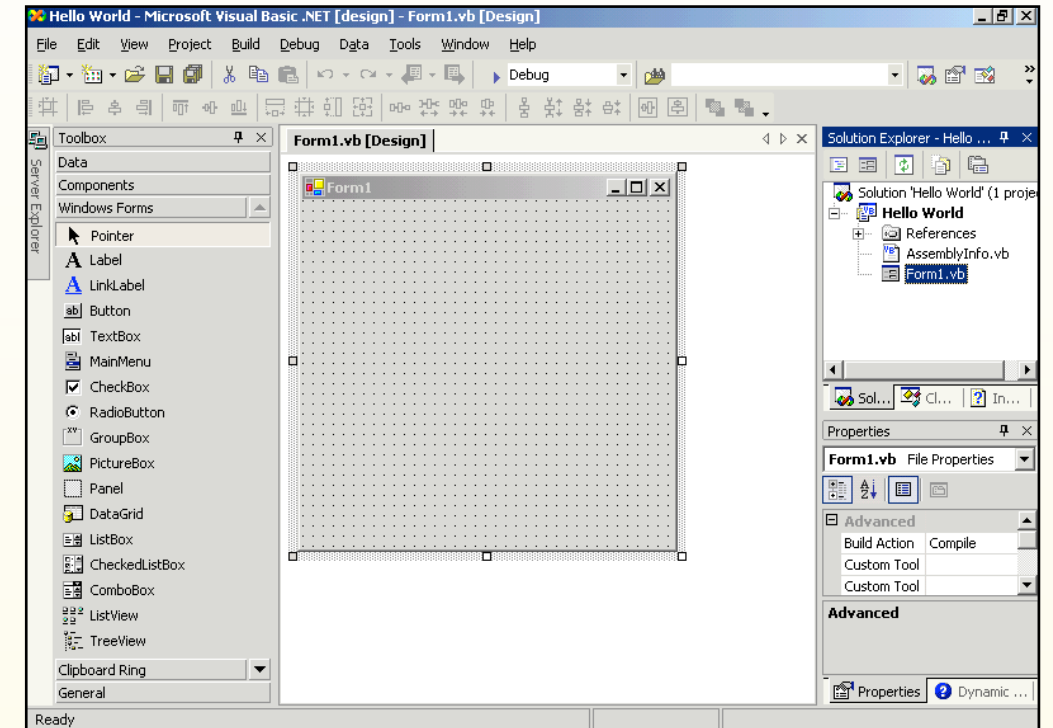 Hello World - Microsoft Visual Basic .NET [design] - Form1.vb [Design]
File Edit View Project Build Debug Data Tools Window Help
Debug
Server Explorer
Toolbox
Data
Components
Windows Forms
Pointer
Label
LinkLabel
Button
TextBox
MainMenu
CheckBox
RadioButton
GroupBox
PictureBox
Panel
DataGrid
ListBox
CheckedListBox
ComboBox
ListView
TreeView
Clipboard Ring
General
Form1.vb [Design]
Form1
Solution Explorer - Hello ...
Solution 'Hello World' (1 proje
Hello World
References
AssemblyInfo.vb
Form1.vb
Sol... Cl... In...
Properties
Form1.vb File Properties
Advanced
Build Action Compile
Custom Tool
Custom Tool
Advanced
Properties Dynamic ...
Ready